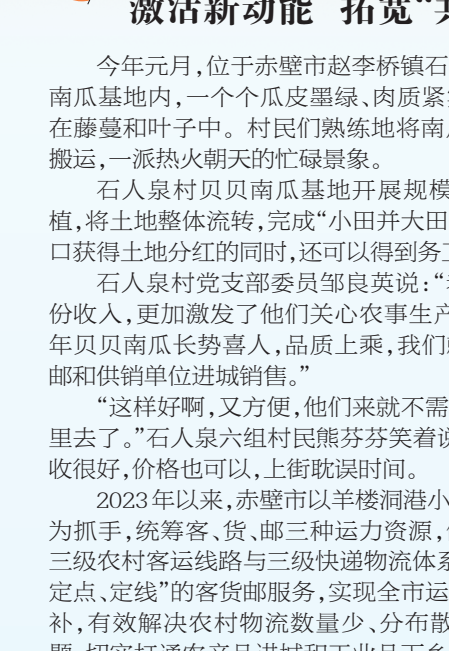 激活新动能 拓宽“
今年元月，位于赤壁市赵李桥镇石
南瓜基地内，一个个瓜皮墨绿、肉质紧
在藤蔓和叶子中。村民们熟练地将南
搬运，一派热火朝天的忙碌景象。
石人泉村贝贝南瓜基地开展规模
植，将土地整体流转，完成“小田并大田
口获得土地分红的同时，还可以得到务
石人泉村党支部委员邹良英说：“
份收入，更加激发了他们关心农事生产
年贝贝南瓜长势喜人，品质上乘，我们
邮和供销单位进城销售。”
“这样好啊，又方便，他们来就不需
里去了。”石人泉六组村民熊芬芬笑着
收很好，价格也可以，上街耽误时间。
2023年以来，赤壁市以羊楼洞港小
为抓手，统筹客、货、邮三种运力资源，
三级农村客运线路与三级快递物流体
定点、定线”的客货邮服务，实现全市运
补，有效解决农村物流数量少、分布散